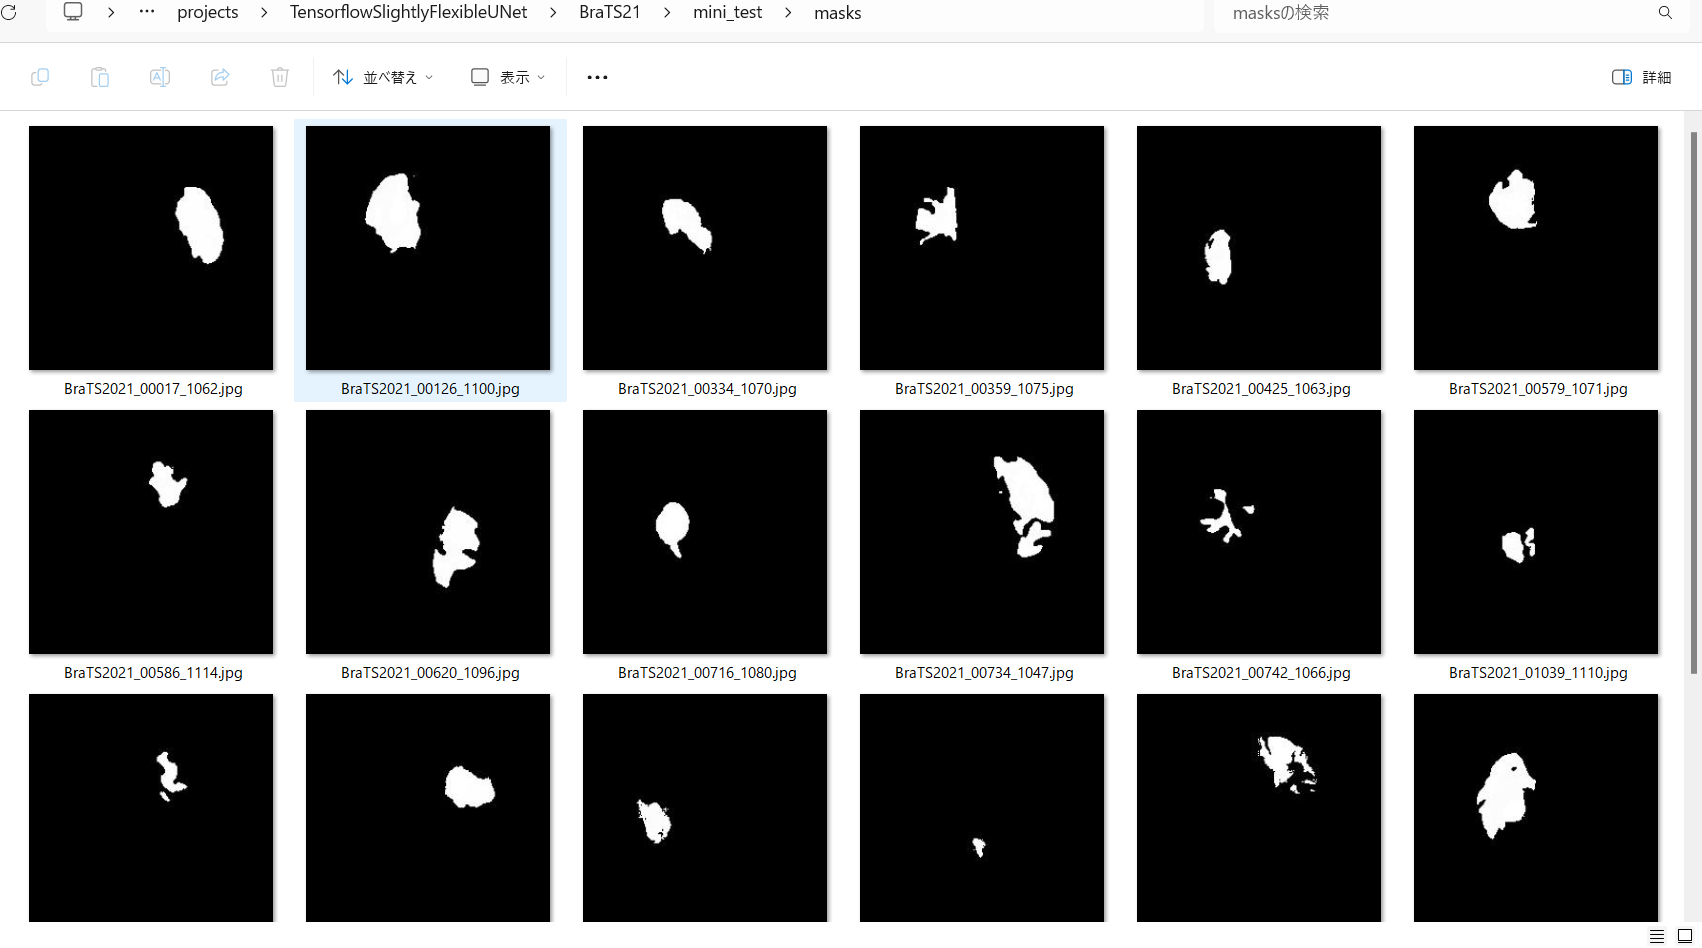 … projects TensorflowSlightlyFlexibleUNet BraTS21 mini_test masks masksの検索
並べ替え 表示 … 詳細
BraTS2021_00017_1062.jpg BraTS2021_00126_1100.jpg BraTS2021_00334_1070.jpg BraTS2021_00359_1075.jpg BraTS2021_00425_1063.jpg BraTS2021_00579_1071.jpg
BraTS2021_00586_1114.jpg BraTS2021_00620_1096.jpg BraTS2021_00716_1080.jpg BraTS2021_00734_1047.jpg BraTS2021_00742_1066.jpg BraTS2021_01039_1110.jpg